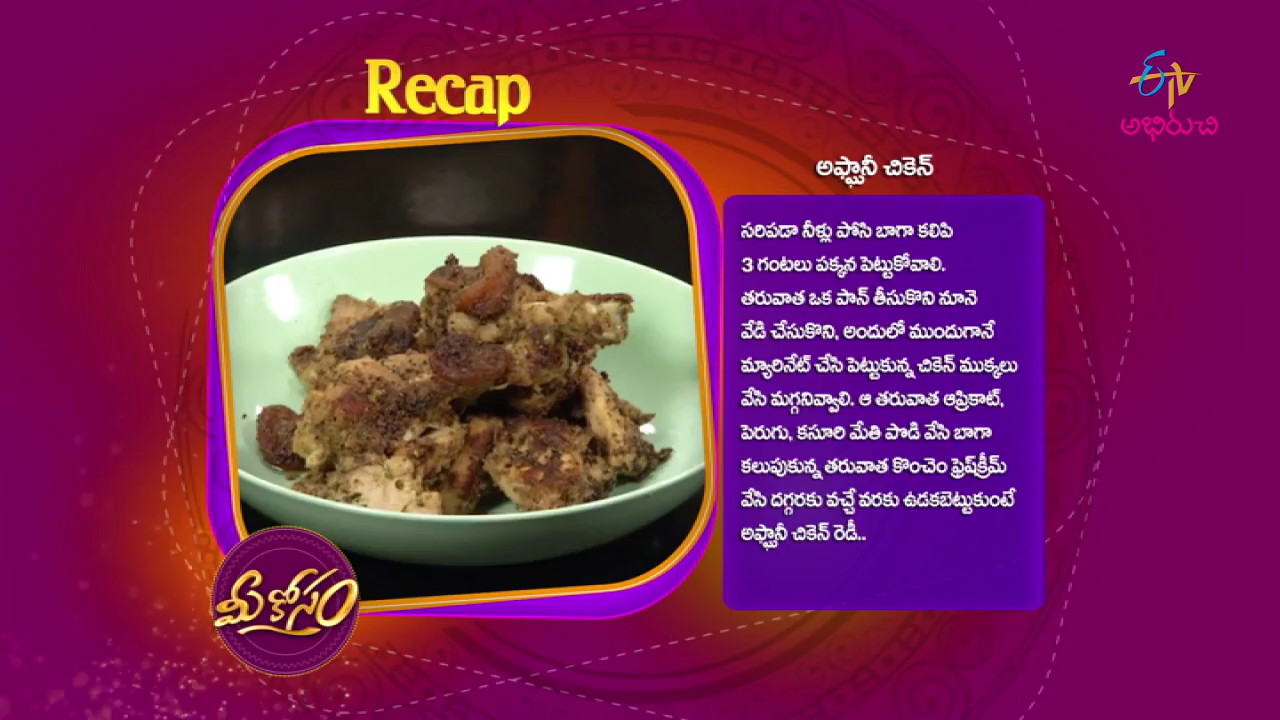 Recap
ETV
అభిరుచి
అఫ్ఘానీ చికెన్
సరిపడా నీళ్లు పోసి బాగా కలిపి
3 గంటలు పక్కన పెట్టుకోవాలి.
తరువాత ఒక పాన్ తీసుకొని నూనె
వేడి చేసుకొని, అందులో ముందుగానే
మ్యారినేట్ చేసి పెట్టుకున్న చికెన్ ముక్కలు
వేసి మగ్గనివ్వాలి. ఆ తరువాత ఆప్రికాట్,
పెరుగు, కసూరి మేతి పొడి వేసి బాగా
కలుపుకున్న తరువాత కొంచెం ఫ్రెష్‌క్రీమ్
వేసి దగ్గరకు వచ్చే వరకు ఉడకబెట్టుకుంటే
అఫ్ఘానీ చికెన్ రెడీ..
మీ కోసం